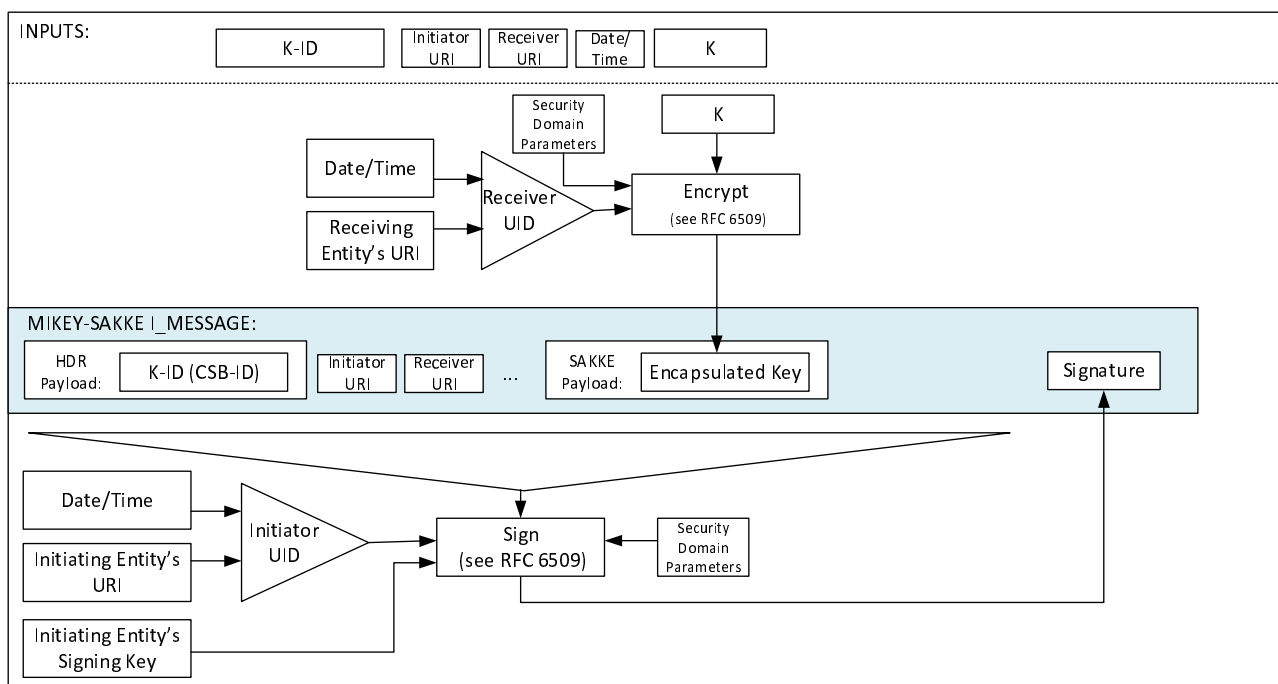 INPUTS:
K-ID
Initiator
URI
Receiver
URI
Date/
Time
K
Security
Domain
Parameters
K
Date/Time
Receiving
Entity’s URI
Receiver
UID
Encrypt
(see RFC 6509)
MIKEY-SAKKE I_MESSAGE:
HDR
Payload:
K-ID (CSB-ID)
Initiator
URI
Receiver
URI
...
SAKKE
Payload:
Encapsulated Key
Signature
Date/Time
Initiating Entity’s
URI
Initiating Entity’s
Signing Key
Initiator
UID
Sign
(see RFC 6509)
Security
Domain
Parameters